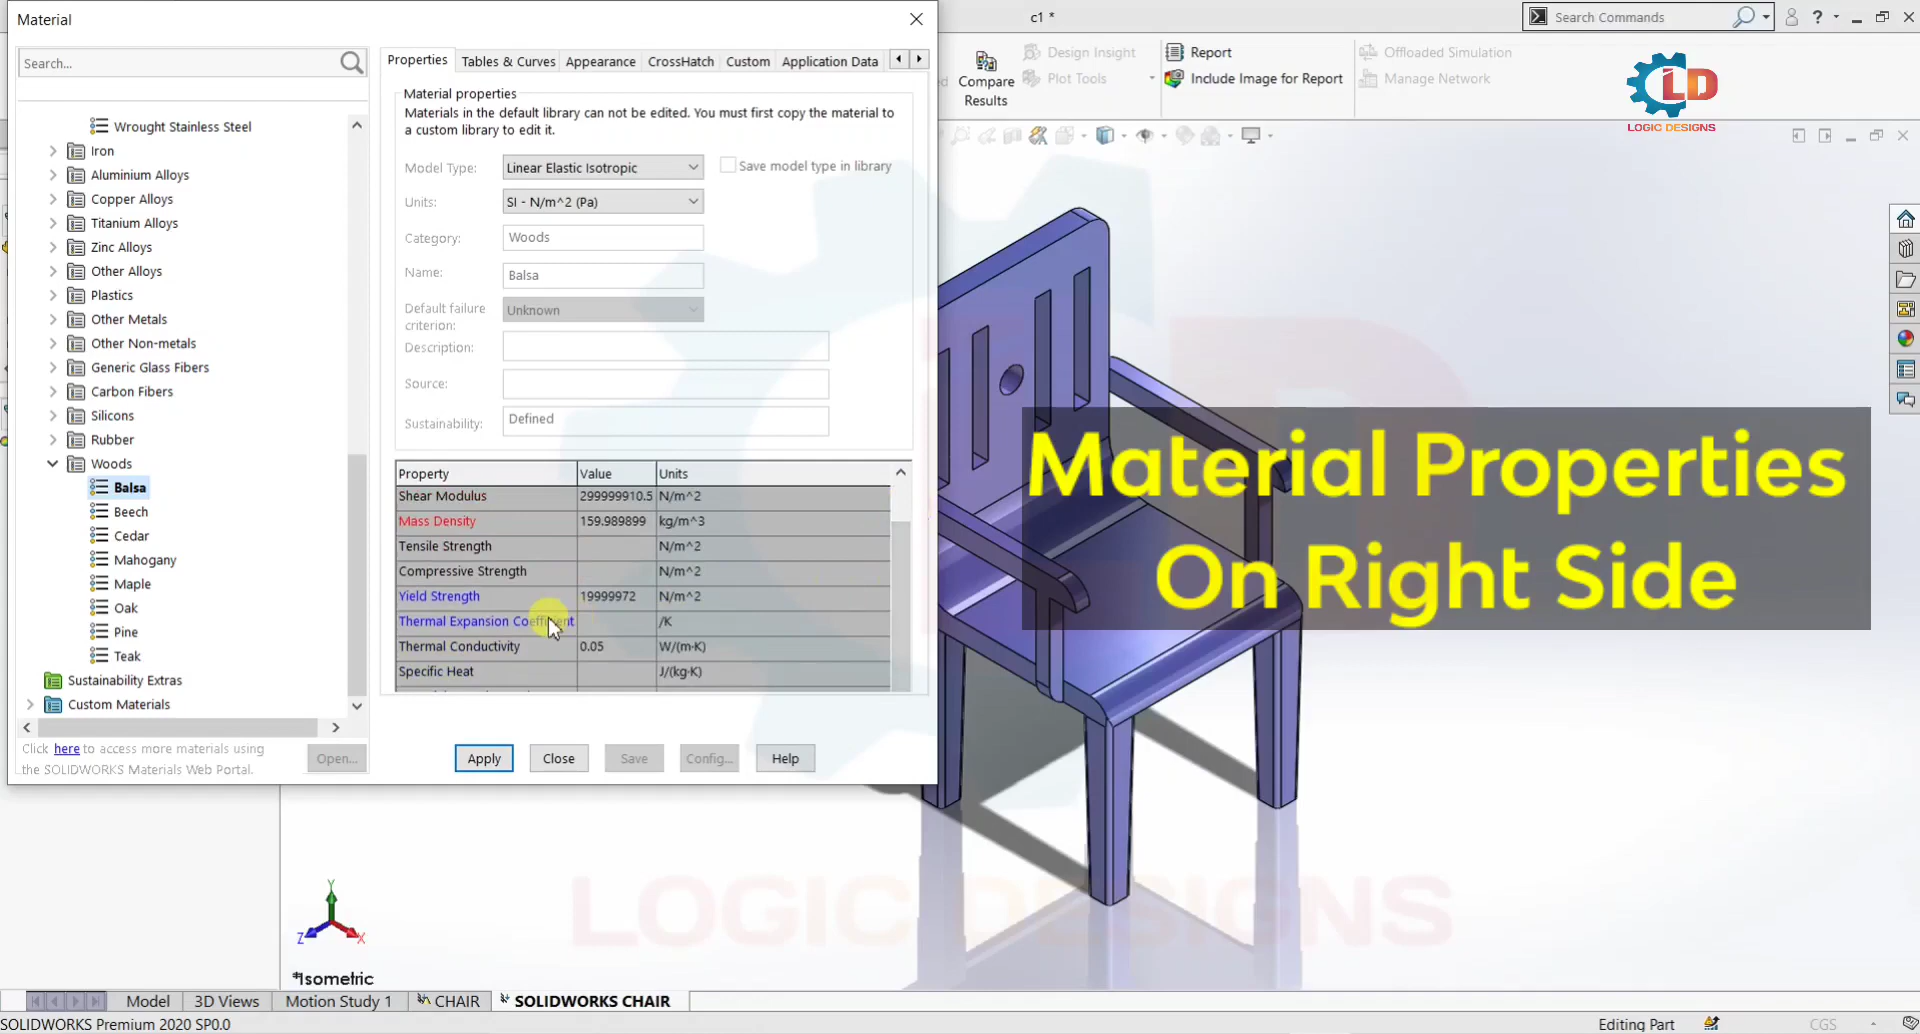 Material
c1 *
Search Commands
?
Search...
Properties
Tables & Curves
Appearance
CrossHatch
Custom
Application Data
Design Insight
Plot Tools
Compare
Results
Report
Include Image for Report
Offloaded Simulation
Manage Network
LD
LOGIC DESIGNS
Material properties
Materials in the default library can not be edited. You must first copy the material to
a custom library to edit it.
Model Type:
Linear Elastic Isotropic
Save model type in library
Units:
SI - N/m^2 (Pa)
Category:
Woods
Name:
Balsa
Default failure
criterion:
Unknown
Description:
Source:
Sustainability:
Defined
Wrought Stainless Steel
Iron
Aluminium Alloys
Copper Alloys
Titanium Alloys
Zinc Alloys
Other Alloys
Plastics
Other Metals
Other Non-metals
Generic Glass Fibers
Carbon Fibers
Silicons
Rubber
Woods
Balsa
Beech
Cedar
Mahogany
Maple
Oak
Pine
Teak
Sustainability Extras
Custom Materials
Property Value Units
Shear Modulus 299999910.5 N/m^2
Mass Density 159.989899 kg/m^3
Tensile Strength N/m^2
Compressive Strength N/m^2
Yield Strength 19999972 N/m^2
Thermal Expansion Coefficient /K
Thermal Conductivity 0.05 W/(m·K)
Specific Heat J/(kg·K)
Click here to access more materials using
the SOLIDWORKS Materials Web Portal.
Open...
Apply
Close
Save
Config...
Help
Material Properties
On Right Side
LOGIC DESIGNS
Y
Z
X
*Isometric
Model
3D Views
Motion Study 1
CHAIR
SOLIDWORKS CHAIR
SOLIDWORKS Premium 2020 SP0.0
Editing Part
CGS